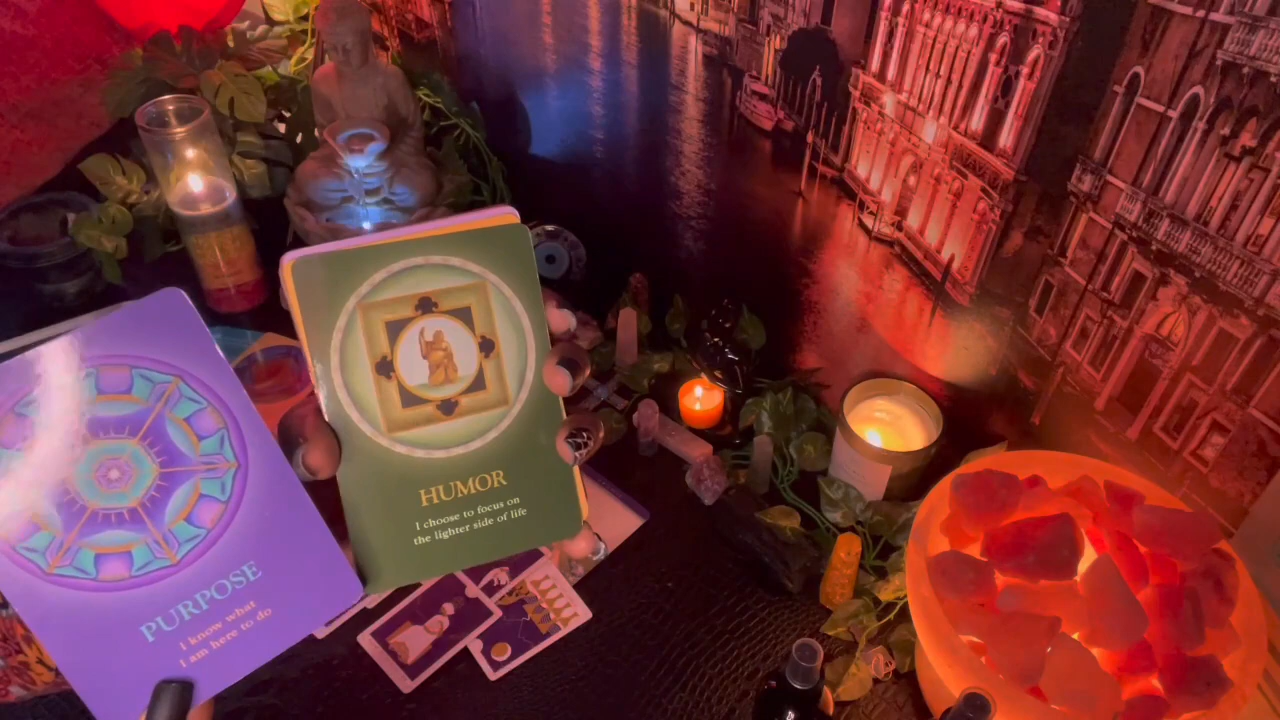 PURPOSE
I know what
I am here to do
HUMOR
I choose to focus on
the lighter side of life